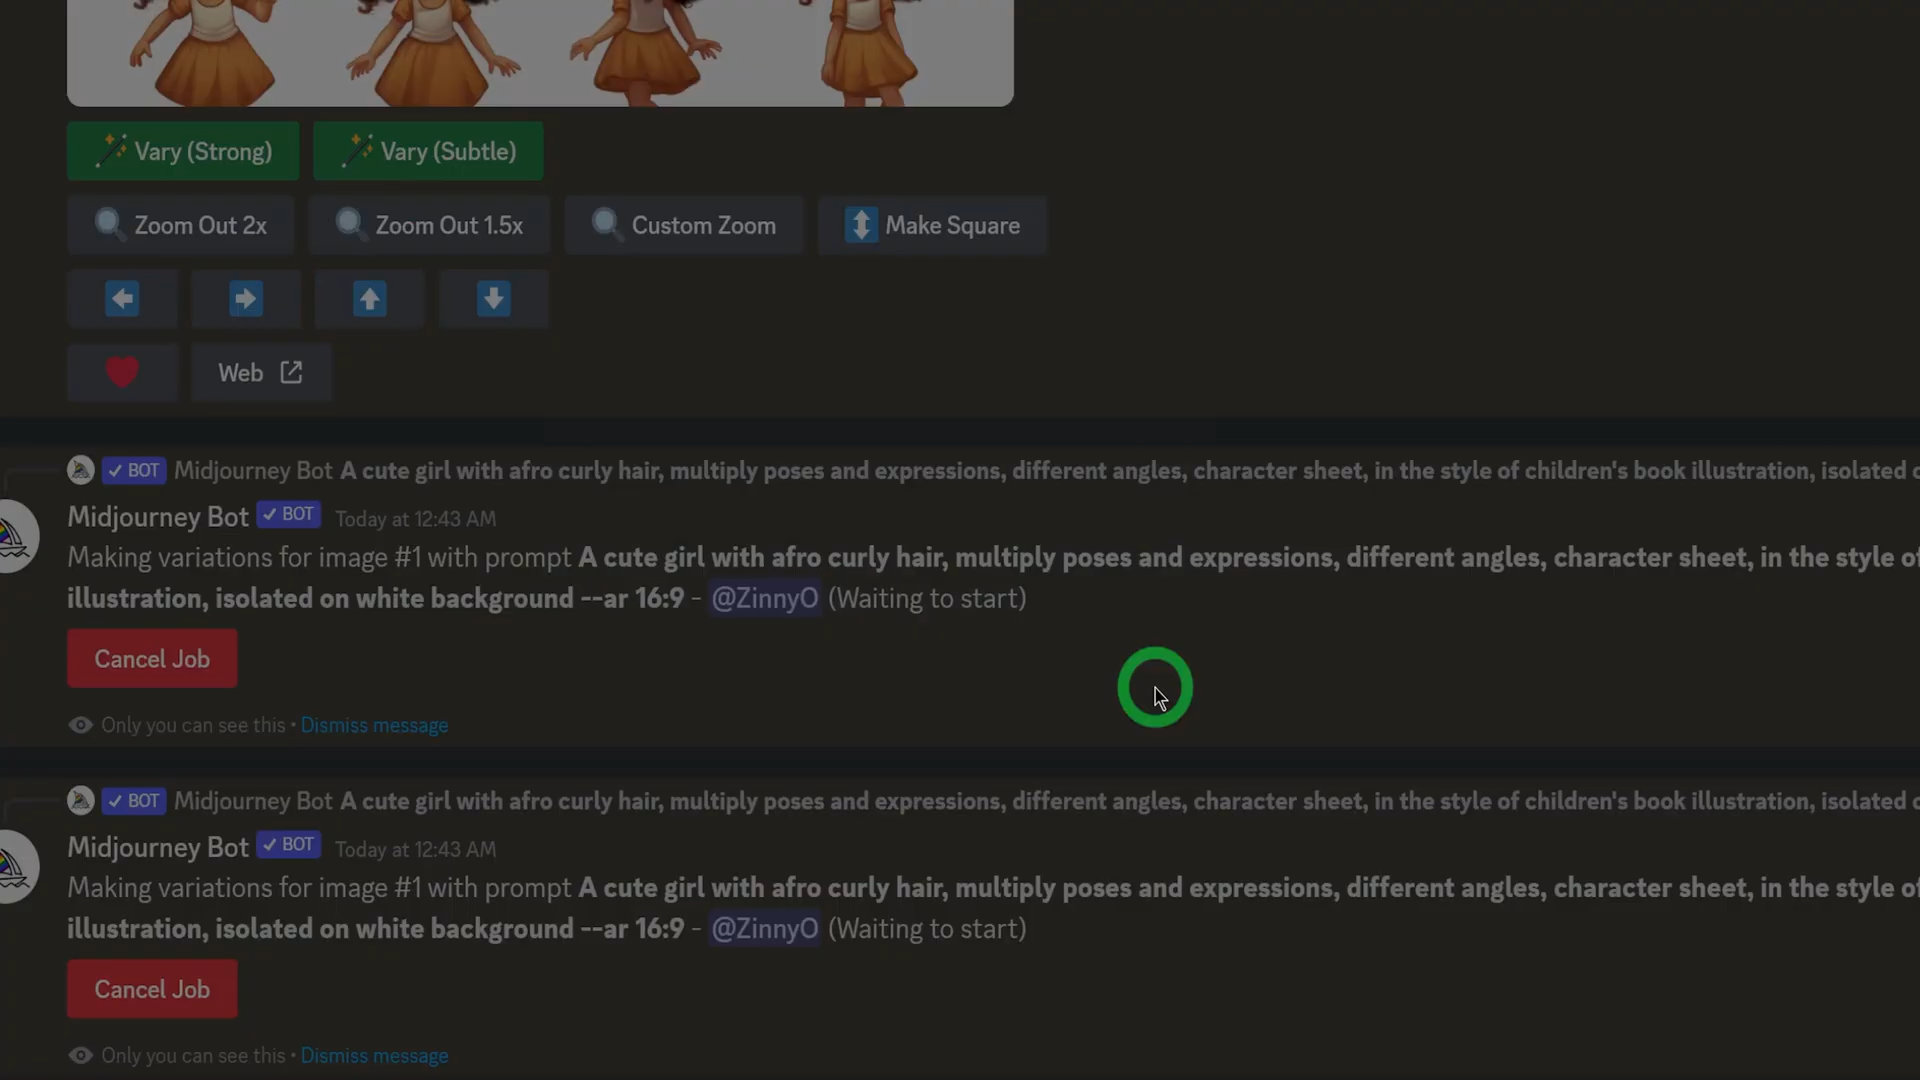 Vary (Strong) Vary (Subtle)
Zoom Out 2x Zoom Out 1.5x Custom Zoom Make Square
Web
✓ BOT Midjourney Bot A cute girl with afro curly hair, multiply poses and expressions, different angles, character sheet, in the style of children's book illustration, isolated
Midjourney Bot ✓ BOT Today at 12:43 AM
Making variations for image #1 with prompt A cute girl with afro curly hair, multiply poses and expressions, different angles, character sheet, in the style of
illustration, isolated on white background --ar 16:9 - @ZinnyO (Waiting to start)
Cancel Job
Only you can see this • Dismiss message
✓ BOT Midjourney Bot A cute girl with afro curly hair, multiply poses and expressions, different angles, character sheet, in the style of children's book illustration, isolated
Midjourney Bot ✓ BOT Today at 12:43 AM
Making variations for image #1 with prompt A cute girl with afro curly hair, multiply poses and expressions, different angles, character sheet, in the style of
illustration, isolated on white background --ar 16:9 - @ZinnyO (Waiting to start)
Cancel Job
Only you can see this • Dismiss message